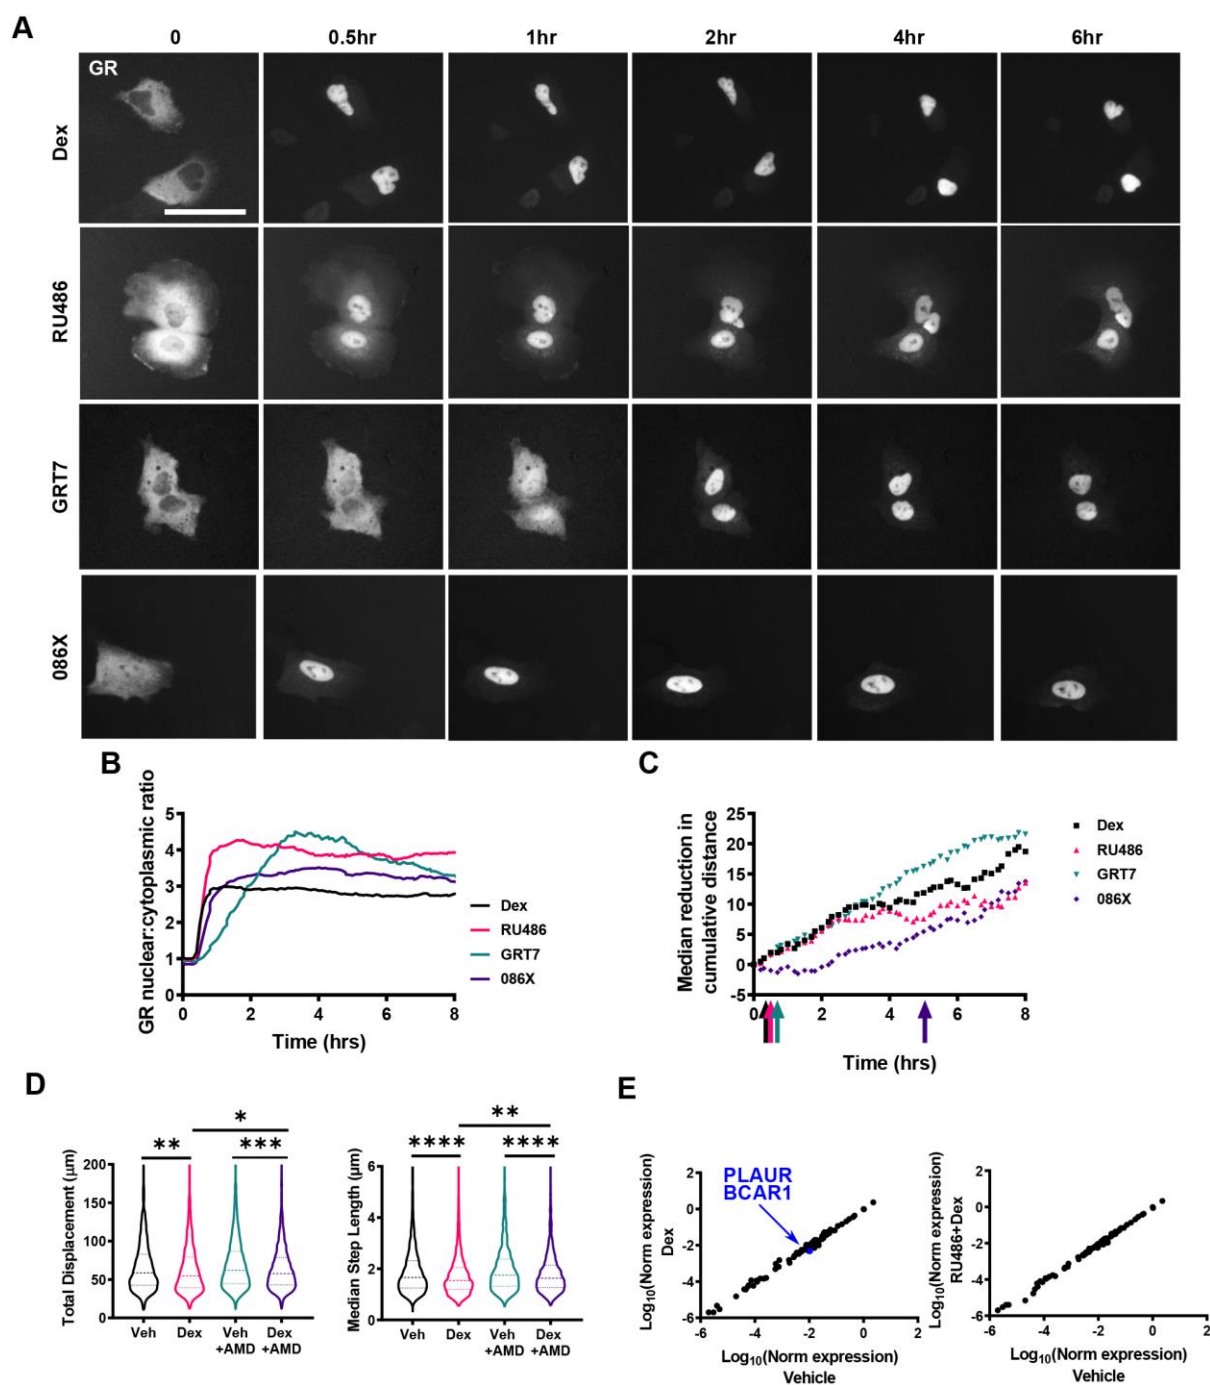 A
0 0.5hr 1hr 2hr 4hr 6hr
GR
Dex
RU486
GRT7
086X
B
GR nuclear:cytoplasmic ratio
5
4
3
2
1
0
0 2 4 6 8
Time (hrs)
Dex
RU486
GRT7
086X
C
Median reduction in
cumulative distance
25
20
15
10
5
0
-5
0 2 4 6 8
Time (hrs)
Dex
RU486
GRT7
086X
D
Total Displacement (µm)
200
150
100
50
0
** * ***
Veh Dex Veh Dex
+AMD +AMD
Median Step Length (µm)
6
4
2
0
**** ** ****
Veh Dex Veh Dex
+AMD +AMD
E
Log10(Norm expression)
Dex
2
0
-2
-4
-6
PLAUR
BCAR1
-6 -4 -2 0 2
Log10(Norm expression)
Vehicle
Log10(Norm expression)
RU486+Dex
2
0
-2
-4
-6
-6 -4 -2 0 2
Log10(Norm expression)
Vehicle